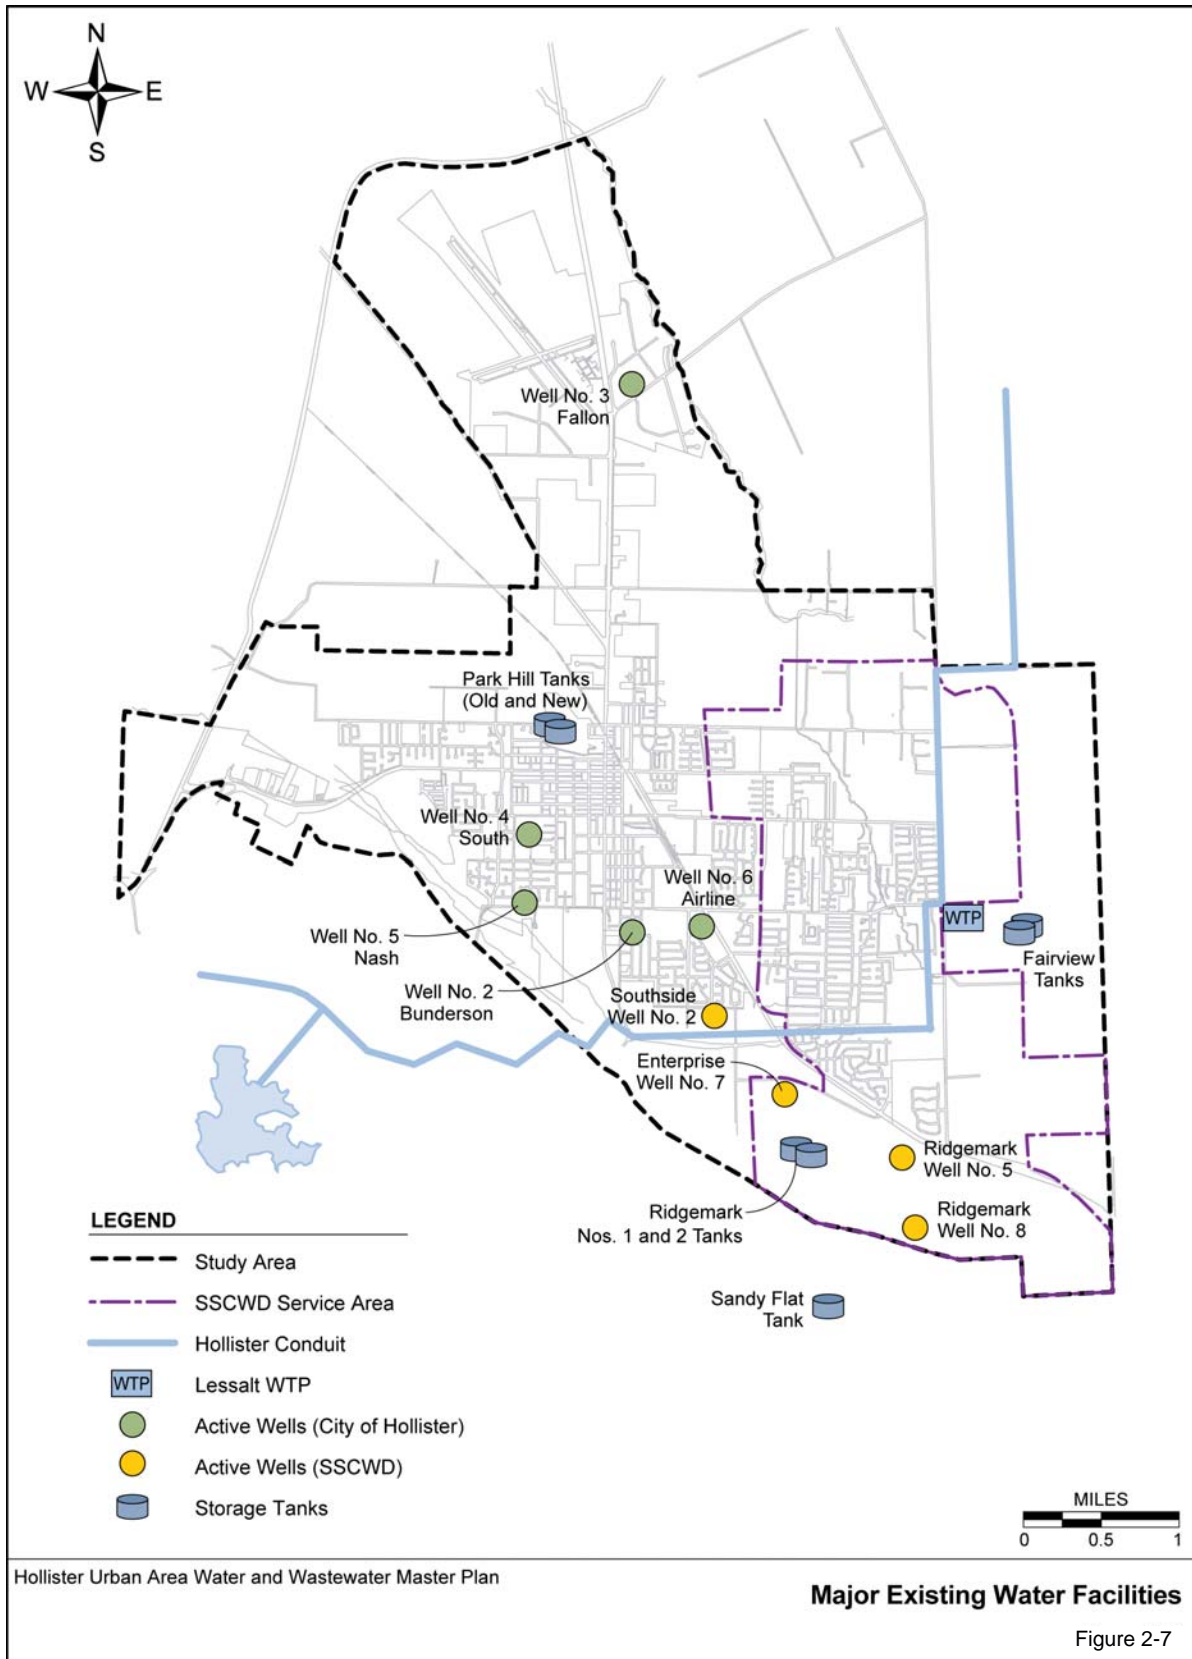 N
W
E
S
Well No. 3
Fallon
Park Hill Tanks
(Old and New)
Well No. 4
South
Well No. 6
Airline
Well No. 5
Nash
WTP
Fairview
Tanks
Well No. 2
Bunderson
Southside
Well No. 2
Enterprise
Well No. 7
Ridgemark
Well No. 5
Ridgemark
Nos. 1 and 2 Tanks
Ridgemark
Well No. 8
Sandy Flat
Tank
LEGEND
Study Area
SSCWD Service Area
Hollister Conduit
WTP
Lessalt WTP
Active Wells (City of Hollister)
Active Wells (SSCWD)
Storage Tanks
MILES
0 0.5 1
Hollister Urban Area Water and Wastewater Master Plan
Major Existing Water Facilities
Figure 2-7